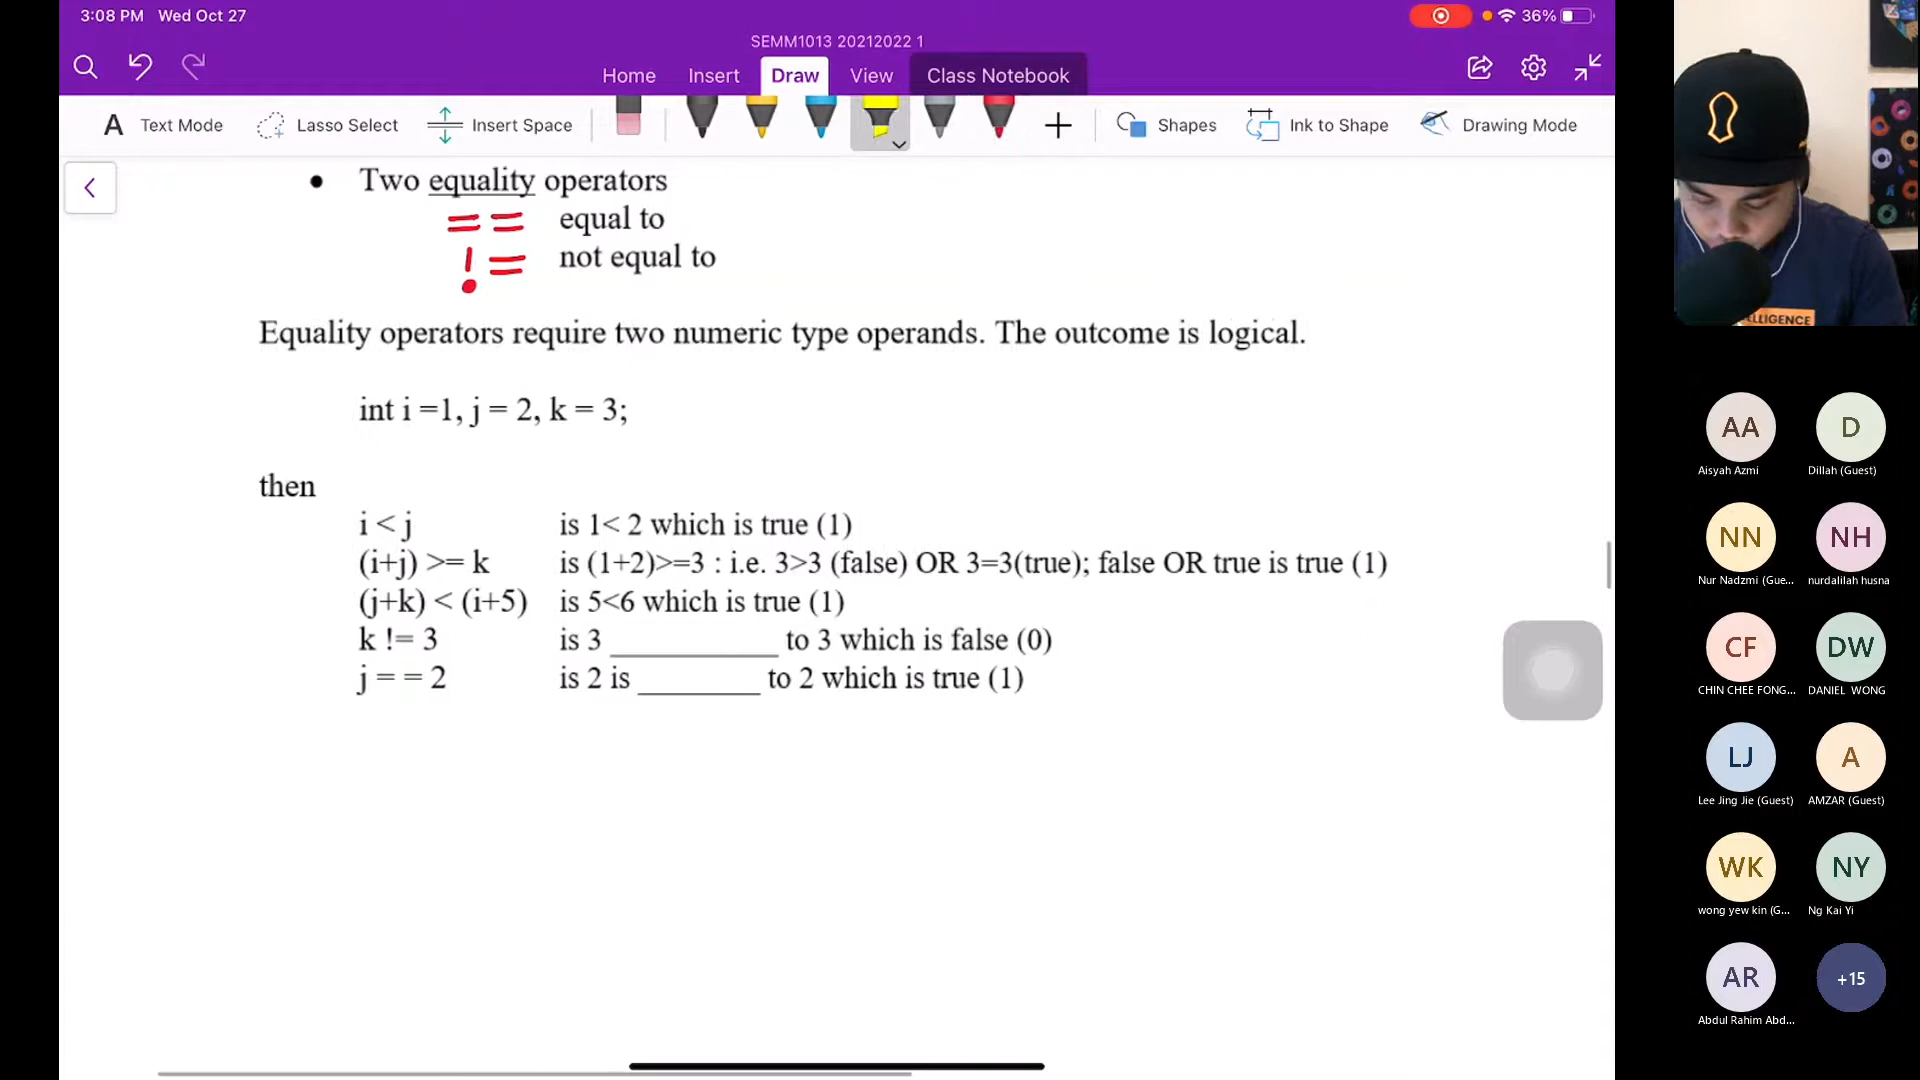 3:08 PM Wed Oct 27
36%
SEMM1013 20212022 1
Home Insert Draw View Class Notebook
A Text Mode Lasso Select Insert Space Shapes Ink to Shape Drawing Mode
• Two equality operators
== equal to
!= not equal to
Equality operators require two numeric type operands. The outcome is logical.
int i =1, j = 2, k = 3;
then
i < j is 1< 2 which is true (1)
(i+j) >= k is (1+2)>=3 : i.e. 3>3 (false) OR 3=3(true); false OR true is true (1)
(j+k) < (i+5) is 5<6 which is true (1)
k != 3 is 3 ___________ to 3 which is false (0)
j = = 2 is 2 is ________ to 2 which is true (1)
ELLIGENCE
AA D
Aisyah Azmi Dillah (Guest)
NN NH
Nur Nadzmi (Gue... nurdalilah husna
CF DW
CHIN CHEE FONG... DANIEL WONG
LJ A
Lee Jing Jie (Guest) AMZAR (Guest)
WK NY
wong yew kin (G... Ng Kai Yi
AR +15
Abdul Rahim Abd...